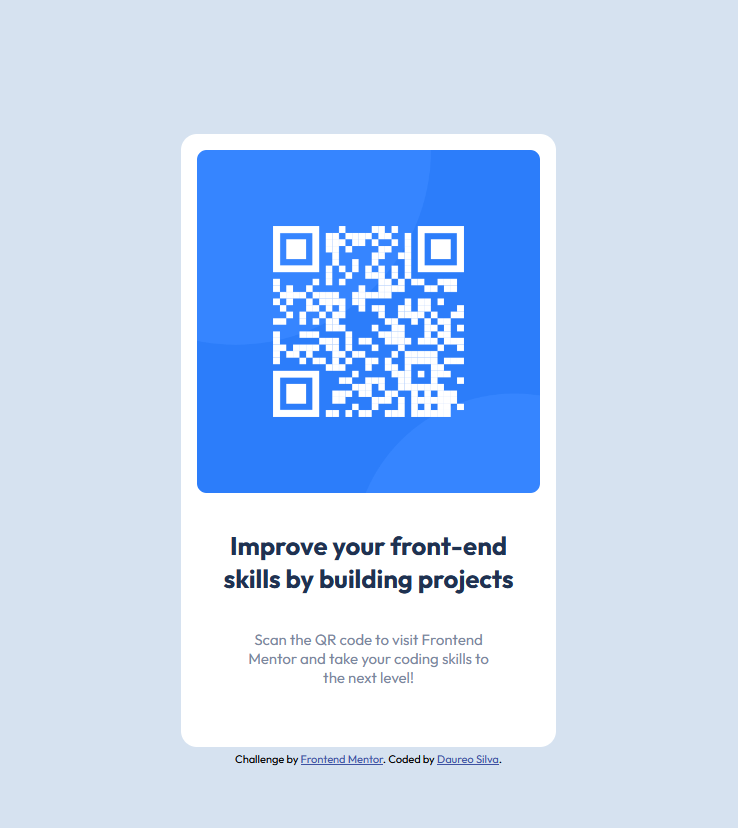 Improve your front-end
skills by building projects
Scan the QR code to visit Frontend
Mentor and take your coding skills to
the next level!
Challenge by Frontend Mentor. Coded by Daureo Silva.